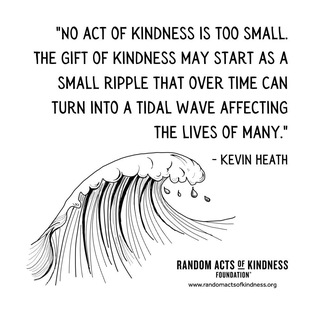 "NO ACT OF KINDNESS IS TOO SMALL.
THE GIFT OF KINDNESS MAY START AS A
SMALL RIPPLE THAT OVER TIME CAN
TURN INTO A TIDAL WAVE AFFECTING
THE LIVES OF MANY."
- KEVIN HEATH
RANDOM ACTS OF KINDNESS
FOUNDATION
www.randomactsofkindness.org